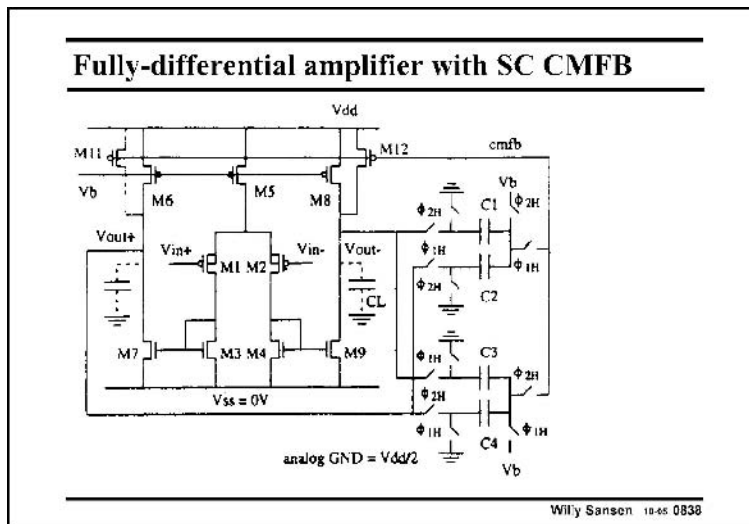 Fully-differential amplifier with SC CMFB
Vdd
M11
M12
cmfb
Vb
M6
M5
M8
Vb
ϕ2H
C1
ϕ2H
Vout+
Vin+
Vin-
Vout-
ϕ1H
M1
M2
ϕ1H
ϕ2H
C2
CL
M7
M3
M4
M9
ϕ1H
C3
ϕ2H
Vss = 0V
ϕ2H
ϕ1H
C4
ϕ1H
analog GND = Vdd/2
Vb
Willy Sansen 10-05 0838